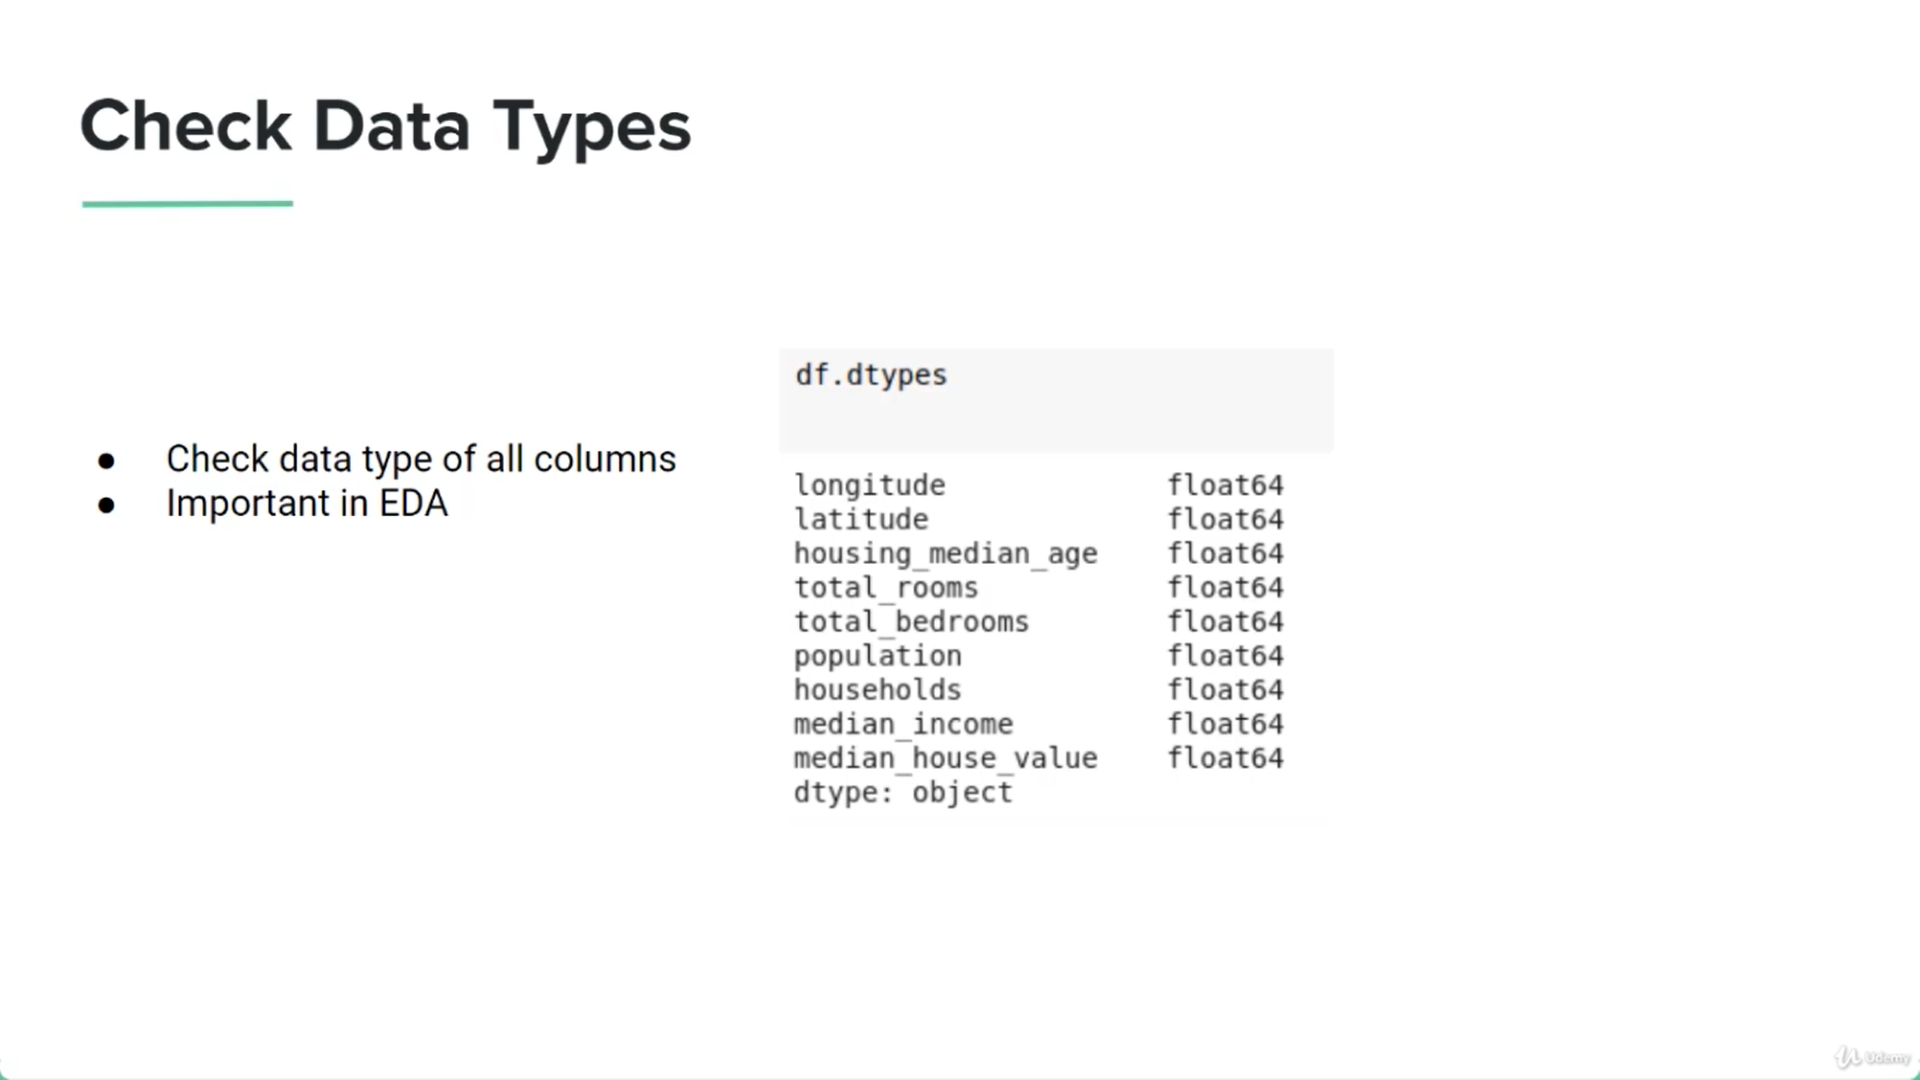 Check Data Types
● Check data type of all columns
● Important in EDA
df.dtypes
longitude float64
latitude float64
housing_median_age float64
total_rooms float64
total_bedrooms float64
population float64
households float64
median_income float64
median_house_value float64
dtype: object
Udemy